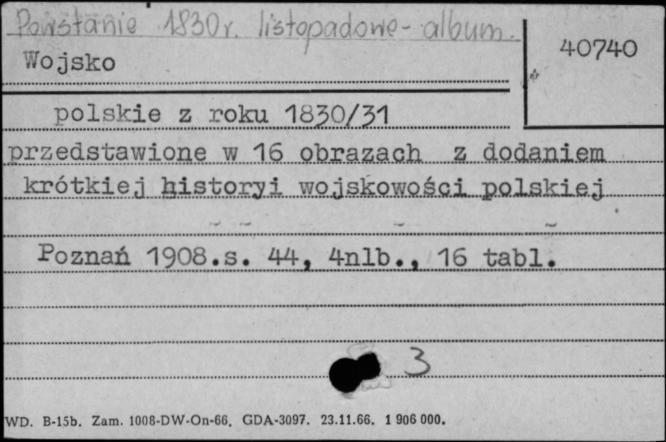 Powstanie 1830r. listopadowe - album.
40740
Wojsko
polskie z roku 1830/31
przedstawione w 16 obrazach z dodaniem
krótkiej historyi wojskowości polskiej
Poznań 1908.s. 44, 4nlb., 16 tabl.
3
WD. B-15b. Zam. 1008-DW-On-66. GDA-3097. 23.11.66. 1 906 000.